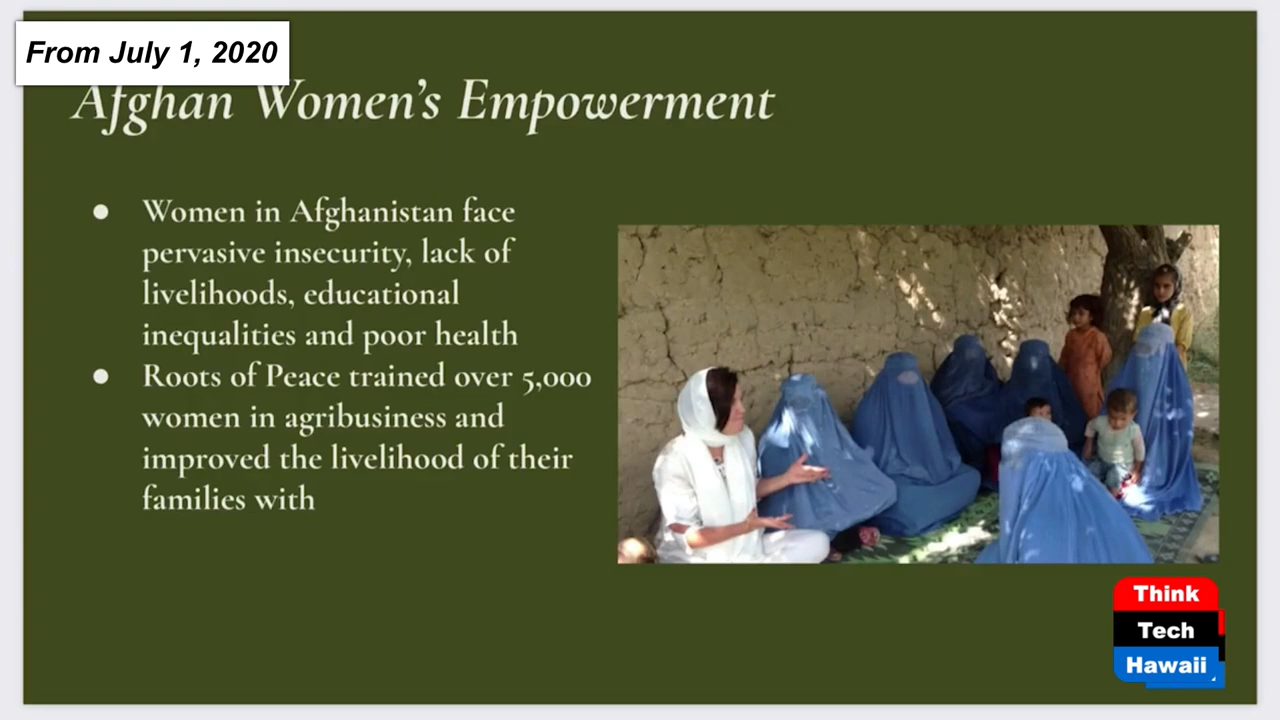 From July 1, 2020
Afghan Women's Empowerment
● Women in Afghanistan face
pervasive insecurity, lack of
livelihoods, educational
inequalities and poor health
● Roots of Peace trained over 5,000
women in agribusiness and
improved the livelihood of their
families with
Think
Tech
Hawaii